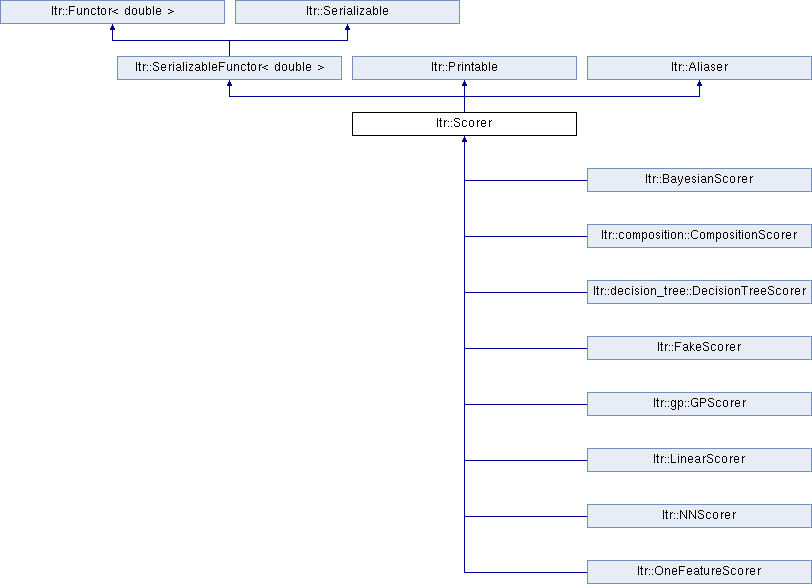 ltr::Functor< double >
ltr::Serializable
ltr::SerializableFunctor< double >
ltr::Printable
ltr::Aliaser
ltr::Scorer
ltr::BayesianScorer
ltr::composition::CompositionScorer
ltr::decision_tree::DecisionTreeScorer
ltr::FakeScorer
ltr::gp::GPScorer
ltr::LinearScorer
ltr::NNScorer
ltr::OneFeatureScorer